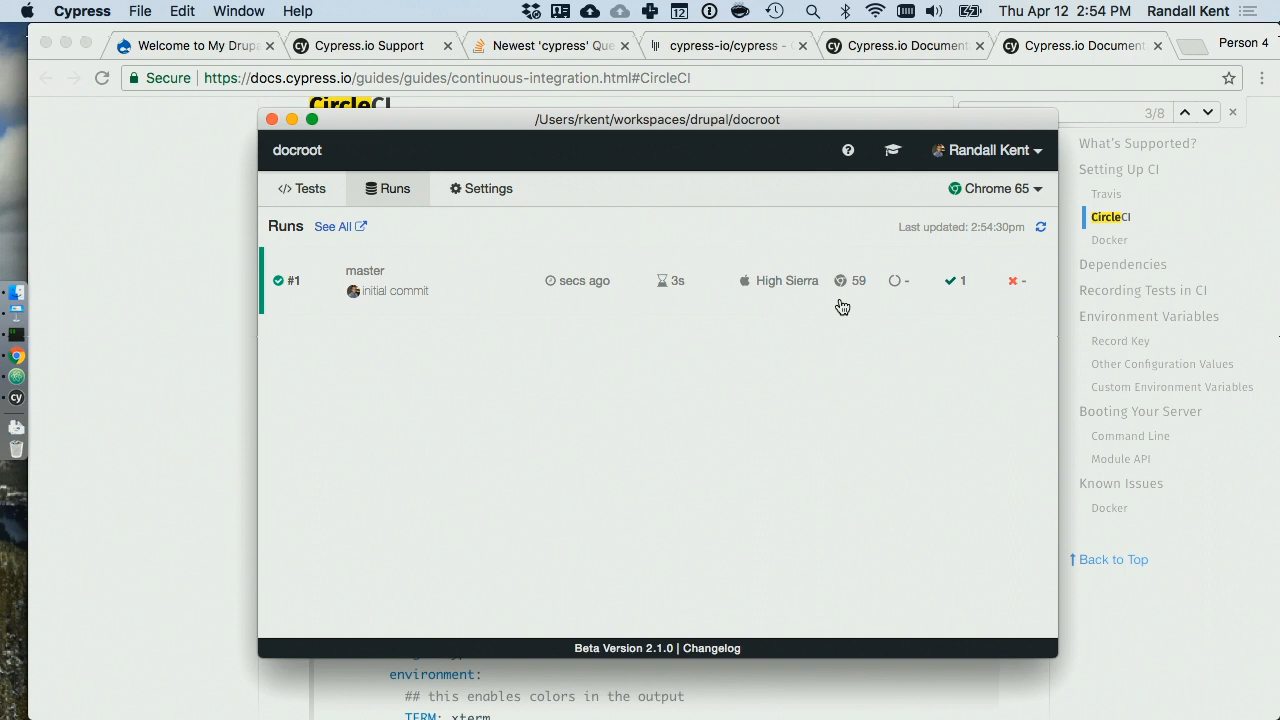 Cypress File Edit Window Help 12 Thu Apr 12 2:54 PM Randall Kent
Welcome to My Drup Cypress.io Support Newest 'cypress' Que cypress-io/cypress - Cypress.io Document Cypress.io Document Person 4
Secure https://docs.cypress.io/guides/guides/continuous-integration.html#CircleCI
CircleCI
3/8
/Users/rkent/workspaces/drupal/docroot
docroot Randall Kent
</> Tests Runs Settings Chrome 65
Runs See All Last updated: 2:54:30pm
#1 master secs ago 3s High Sierra 59 - 1 -
initial commit
Beta Version 2.1.0 | Changelog
environment:
## this enables colors in the output
TERM: xterm
What's Supported?
Setting Up CI
Travis
CircleCI
Docker
Dependencies
Recording Tests in CI
Environment Variables
Record Key
Other Configuration Values
Custom Environment Variables
Booting Your Server
Command Line
Module API
Known Issues
Docker
Back to Top
cy